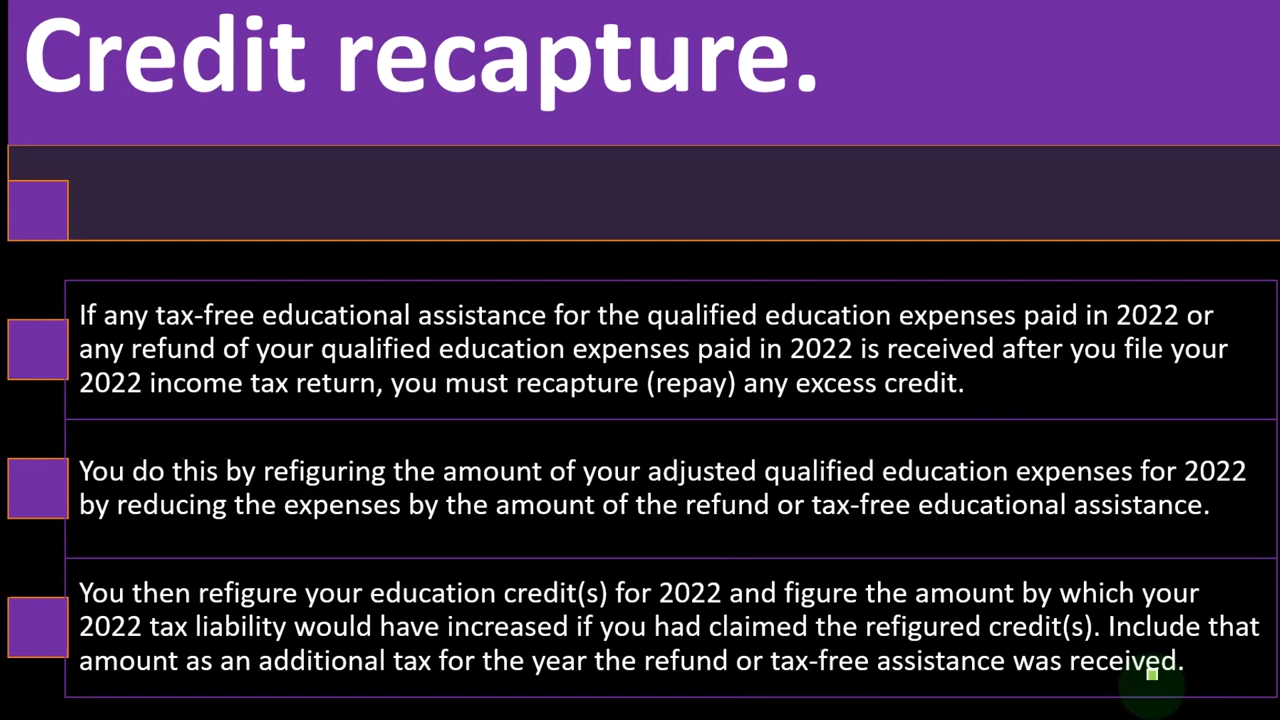 Credit recapture.
If any tax-free educational assistance for the qualified education expenses paid in 2022 or
any refund of your qualified education expenses paid in 2022 is received after you file your
2022 income tax return, you must recapture (repay) any excess credit.
You do this by refiguring the amount of your adjusted qualified education expenses for 2022
by reducing the expenses by the amount of the refund or tax-free educational assistance.
You then refigure your education credit(s) for 2022 and figure the amount by which your
2022 tax liability would have increased if you had claimed the refigured credit(s). Include that
amount as an additional tax for the year the refund or tax-free assistance was received.